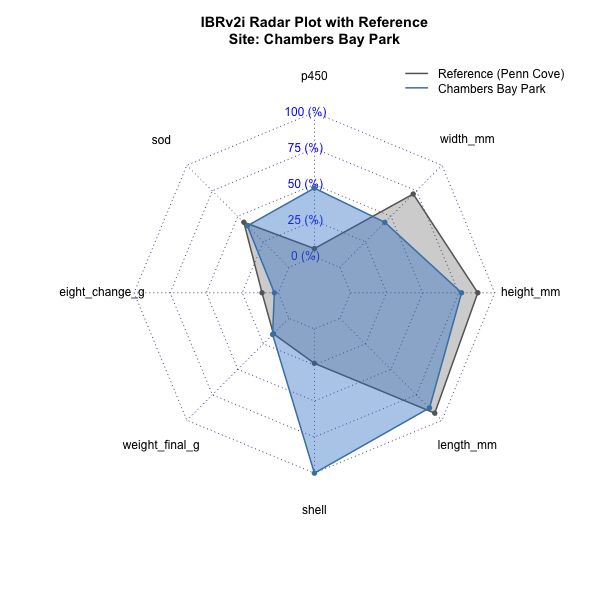 IBRv2i Radar Plot with Reference
Site: Chambers Bay Park
p450
Reference (Penn Cove)
Chambers Bay Park
100 (%)
75 (%)
50 (%)
25 (%)
0 (%)
sod
width_mm
eight_change_g
height_mm
weight_final_g
length_mm
shell